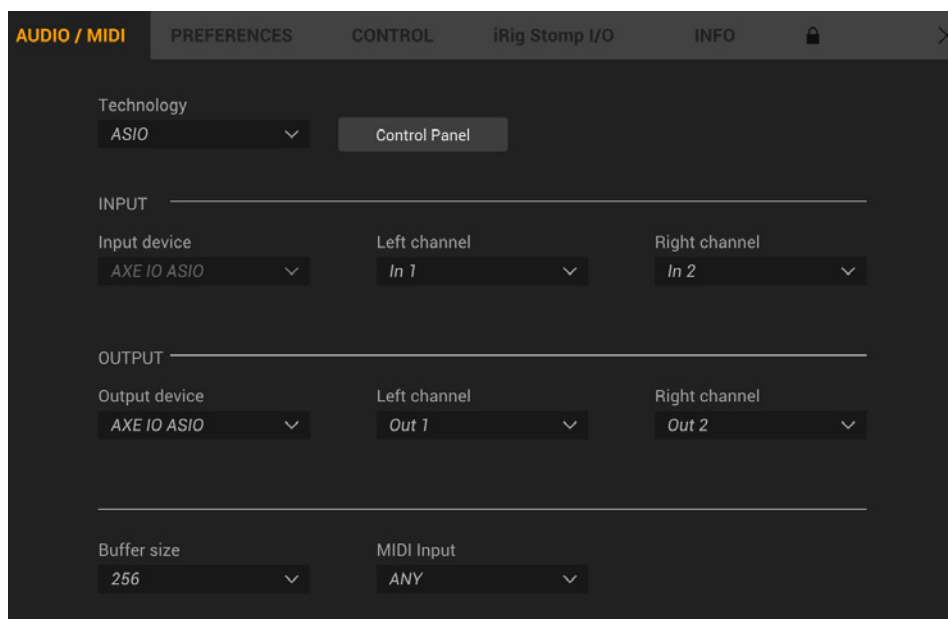 AUDIO / MIDI PREFERENCES CONTROL iRig Stomp I/O INFO
Technology
ASIO Control Panel
INPUT
Input device Left channel Right channel
AXE IO ASIO In 1 In 2
OUTPUT
Output device Left channel Right channel
AXE IO ASIO Out 1 Out 2
Buffer size MIDI Input
256 ANY